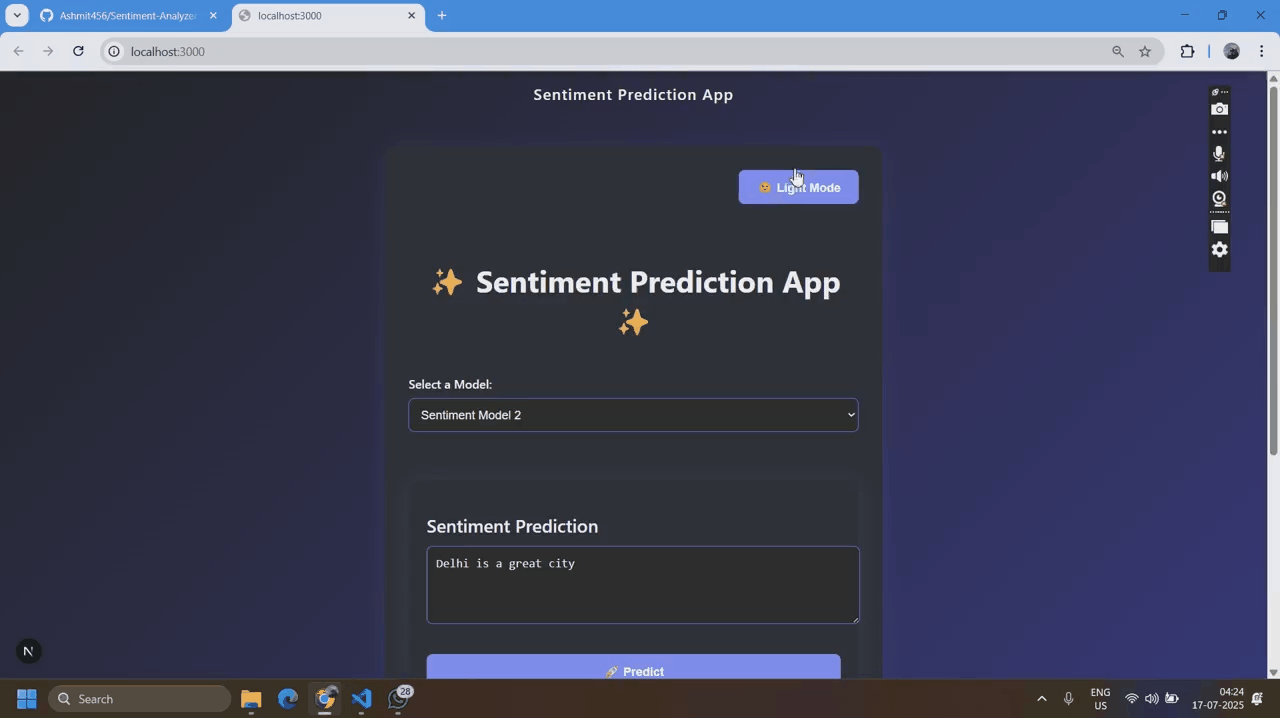 Ashmit456/Sentiment-Analyzer
localhost:3000
localhost:3000
Sentiment Prediction App
Light Mode
✨ Sentiment Prediction App
✨
Select a Model:
Sentiment Model 2
Sentiment Prediction
Delhi is a great city
Predict
N
Search
28
ENG
US
04:24
17-07-2025